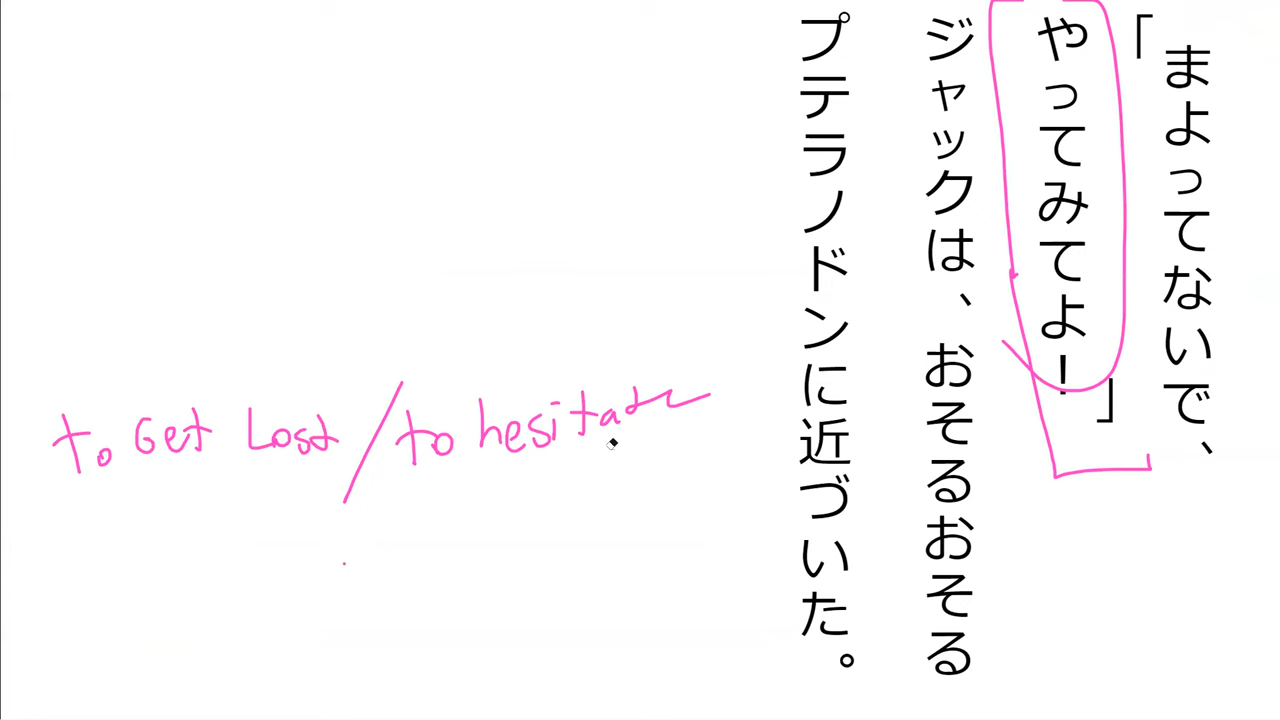 「まよってないで、
やってみてよ！」
ジャックは、おそるおそる
プテラノドンに近づいた。
to Get Lost / to hesitate